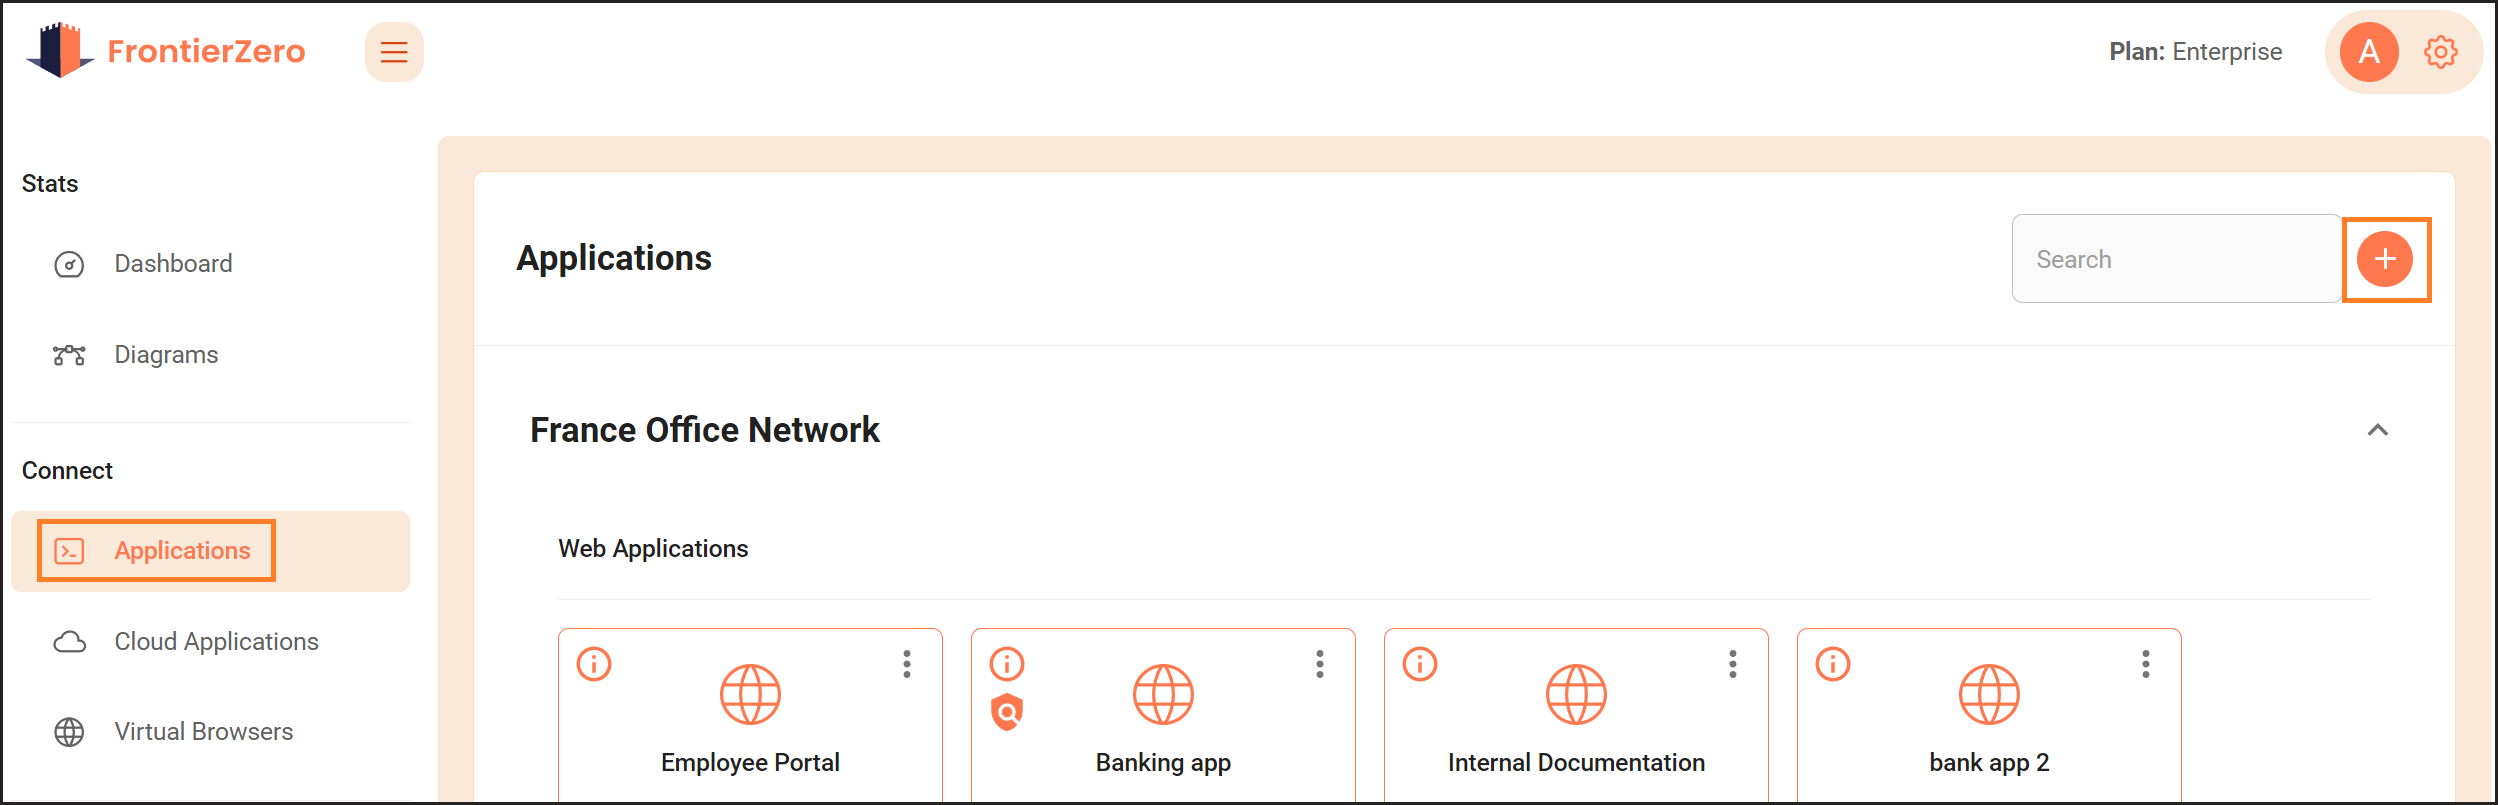 FrontierZero
Plan: Enterprise
A
Stats
Dashboard
Diagrams
Connect
Applications
Cloud Applications
Virtual Browsers
Applications
Search
France Office Network
Web Applications
Employee Portal
Banking app
Internal Documentation
bank app 2